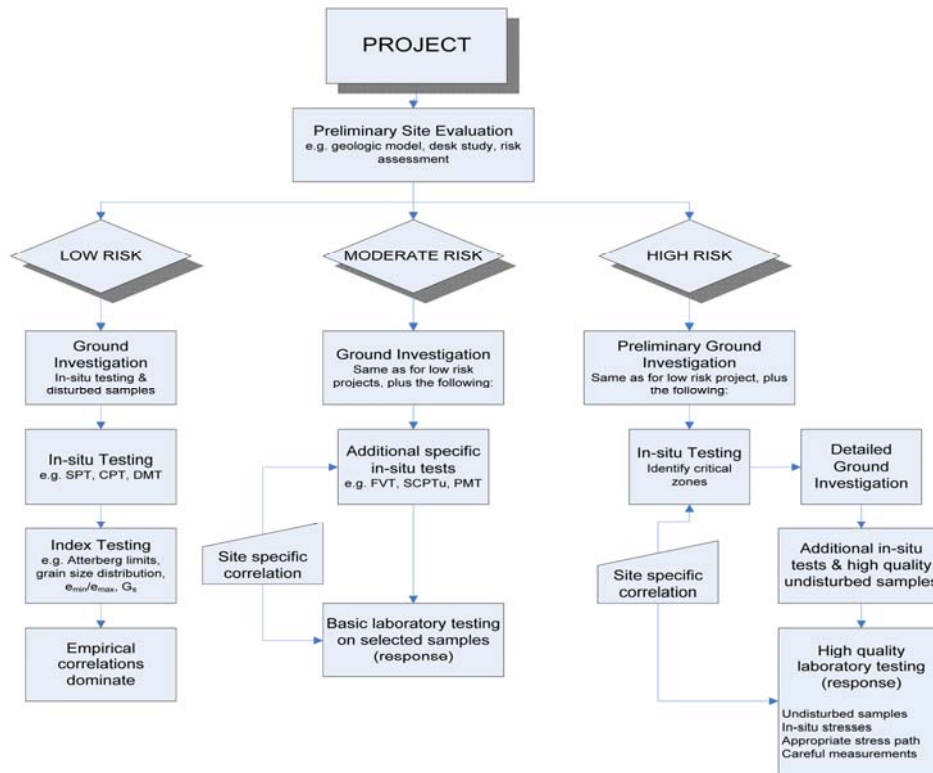 PROJECT
Preliminary Site Evaluation
e.g. geologic model, desk study, risk
assessment
LOW RISK
MODERATE RISK
HIGH RISK
Ground
Investigation
In-situ testing &
disturbed samples
In-situ Testing
e.g. SPT, CPT, DMT
Index Testing
e.g. Atterberg limits,
grain size distribution,
emin/emax, Gs
Empirical
correlations
dominate
Ground Investigation
Same as for low risk
projects, plus the following:
Additional specific
in-situ tests
e.g. FVT, SCPTu, PMT
Site specific
correlation
Basic laboratory testing
on selected samples
(response)
Preliminary Ground
Investigation
Same as for low risk project, plus
the following:
In-situ Testing
Identify critical
zones
Detailed
Ground
Investigation
Site specific
correlation
Additional in-situ
tests & high quality
undisturbed samples
High quality
laboratory testing
(response)
Undisturbed samples
In-situ stresses
Appropriate stress path
Careful measurements